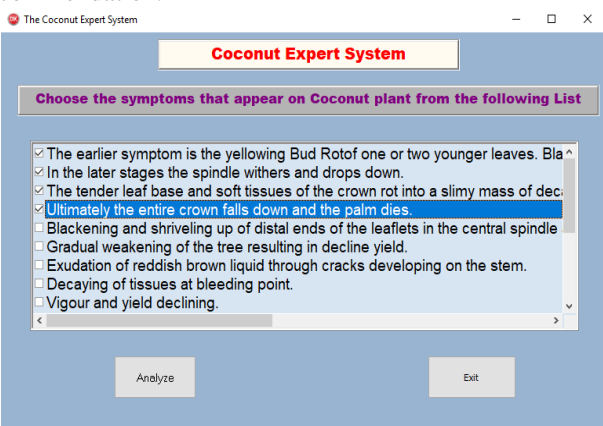 The Coconut Expert System
Coconut Expert System
Choose the symptoms that appear on Coconut plant from the following List
The earlier symptom is the yellowing Bud Rotof one or two younger leaves. Bla
In the later stages the spindle withers and drops down.
The tender leaf base and soft tissues of the crown rot into a slimy mass of deca
Ultimately the entire crown falls down and the palm dies.
Blackening and shriveling up of distal ends of the leaflets in the central spindle
Gradual weakening of the tree resulting in decline yield.
Exudation of reddish brown liquid through cracks developing on the stem.
Decaying of tissues at bleeding point.
Vigour and yield declining.
Analyze Exit